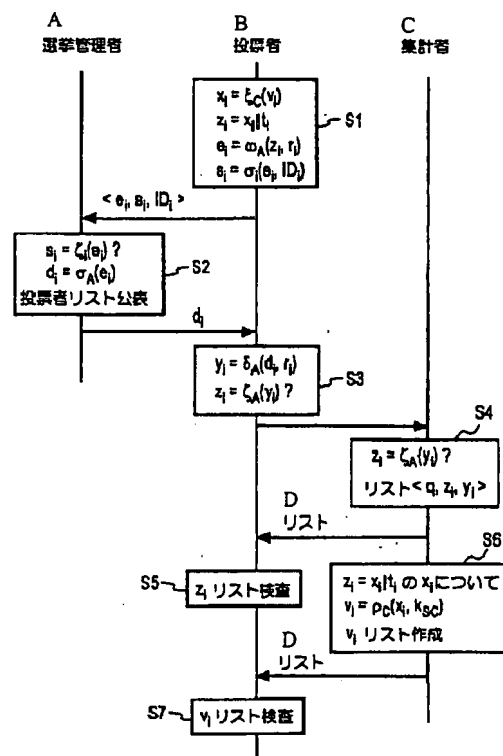 A
選挙管理者
B
投票者
C
集計者
xᵢ = ξC(vᵢ)
zᵢ = xᵢ||tᵢ
eᵢ = ωA(zᵢ, rᵢ)
sᵢ = σᵢ(eᵢ, IDᵢ)
S1
< eᵢ, sᵢ, IDᵢ >
sᵢ = ζᵢ(eᵢ) ?
dᵢ = σA(eᵢ)
投票者リスト公表
S2
dᵢ
yᵢ = δA(dᵢ, rᵢ)
zᵢ = ζA(yᵢ) ?
S3
S4
zᵢ = ζA(yᵢ) ?
リスト< q, zᵢ, yᵢ >
D
リスト
S6
S5
zᵢ リスト検査
zᵢ = xᵢ||tᵢ の xᵢ について
vᵢ = ρC(xᵢ, kSC)
vᵢ リスト作成
D
リスト
S7
vᵢ リスト検査